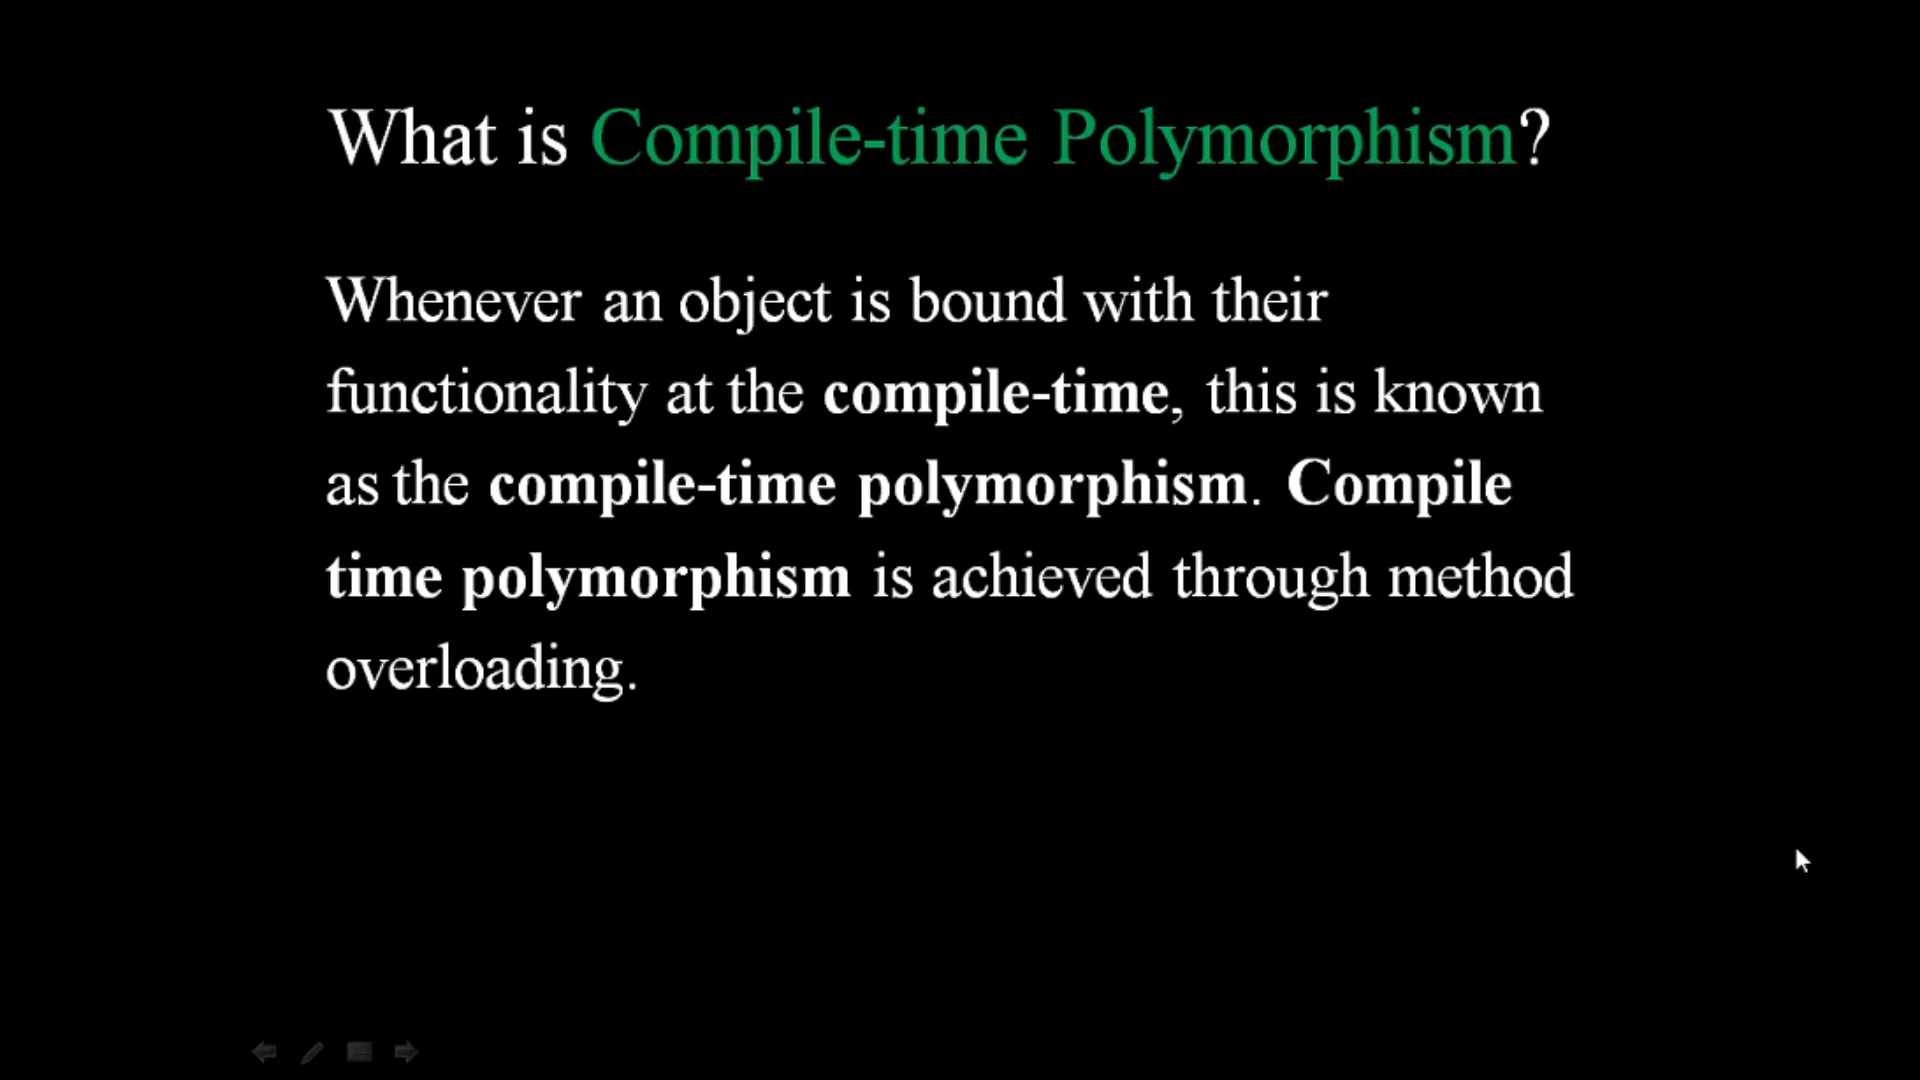 What is Compile-time Polymorphism?
Whenever an object is bound with their
functionality at the compile-time, this is known
as the compile-time polymorphism. Compile
time polymorphism is achieved through method
overloading.